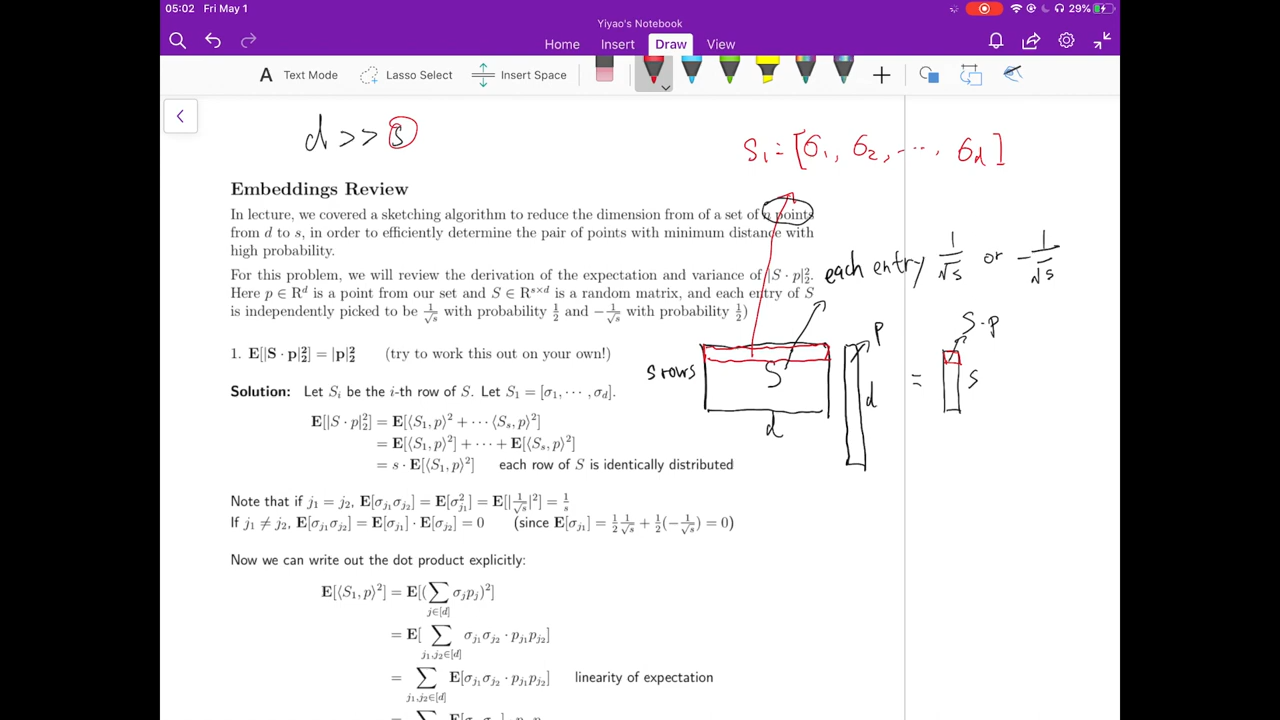 05:02 Fri May 1
29%
Yiyao's Notebook
Home Insert Draw View
Text Mode Lasso Select Insert Space
d >> s
S₁ = [σ₁, σ₂, ⋯, σd]
Embeddings Review
In lecture, we covered a sketching algorithm to reduce the dimension from of a set of n points
from d to s, in order to efficiently determine the pair of points with minimum distance with
high probability.
each entry 1/√s or -1/√s
For this problem, we will review the derivation of the expectation and variance of |S · p|₂².
Here p ∈ R^d is a point from our set and S ∈ R^{s×d} is a random matrix, and each entry of S
is independently picked to be 1/√s with probability 1/2 and −1/√s with probability 1/2)
1. E[|S · p|₂²] = |p|₂² (try to work this out on your own!)
s rows S d p d = S·p s
Solution: Let Sᵢ be the i-th row of S. Let S₁ = [σ₁, ⋯ , σd].
E[|S · p|₂²] = E[⟨S₁, p⟩² + ⋯ ⟨Sₛ, p⟩²]
= E[⟨S₁, p⟩²] + ⋯ + E[⟨Sₛ, p⟩²]
= s · E[⟨S₁, p⟩²] each row of S is identically distributed
Note that if j₁ = j₂, E[σj₁σj₂] = E[σ²j₁] = E[|1/√s|²] = 1/s
If j₁ ≠ j₂, E[σj₁σj₂] = E[σj₁] · E[σj₂] = 0 (since E[σj₁] = 1/2 1/√s + 1/2(−1/√s) = 0)
Now we can write out the dot product explicitly:
E[⟨S₁, p⟩²] = E[(∑ j∈[d] σjpj)²]
= E[ ∑ j₁,j₂∈[d] σj₁σj₂ · pj₁pj₂]
= ∑ j₁,j₂∈[d] E[σj₁σj₂ · pj₁pj₂] linearity of expectation